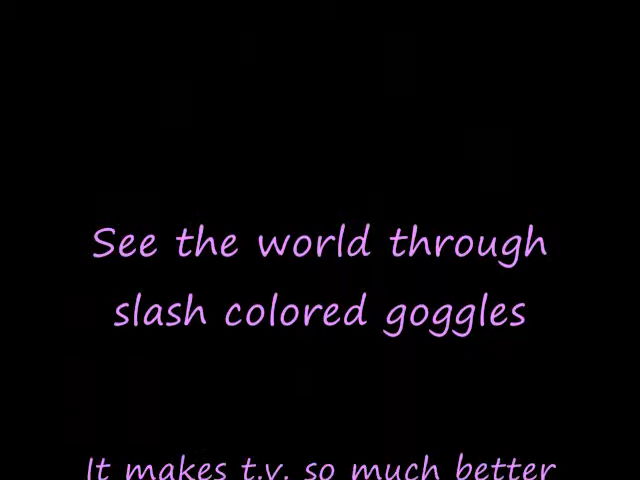 See the world through
slash colored goggles
It makes t.v. so much better